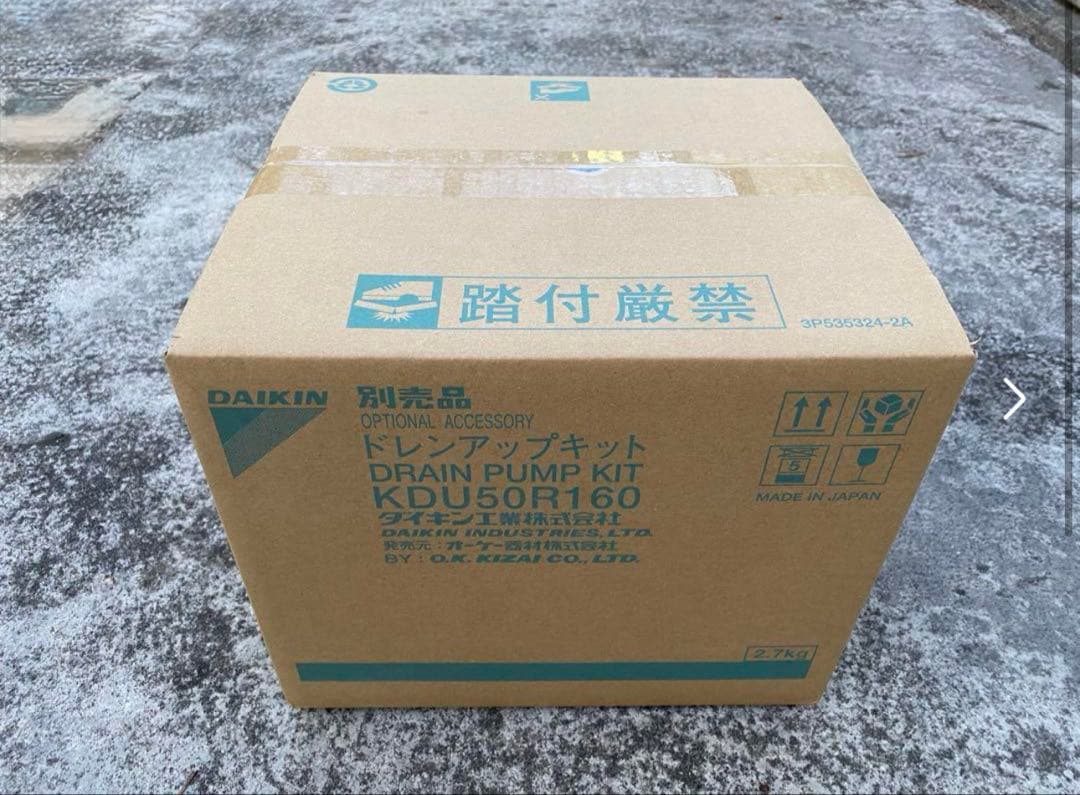 踏付厳禁
3P535324-2A
DAIKIN
別売品
OPTIONAL ACCESSORY
ドレンアップキット
DRAIN PUMP KIT
KDU50R160
ダイキン工業株式会社
DAIKIN INDUSTRIES, LTD.
発売元：オーケー器材株式会社
BY : O.K. KIZAI CO., LTD.
5
MADE IN JAPAN
2.7kg